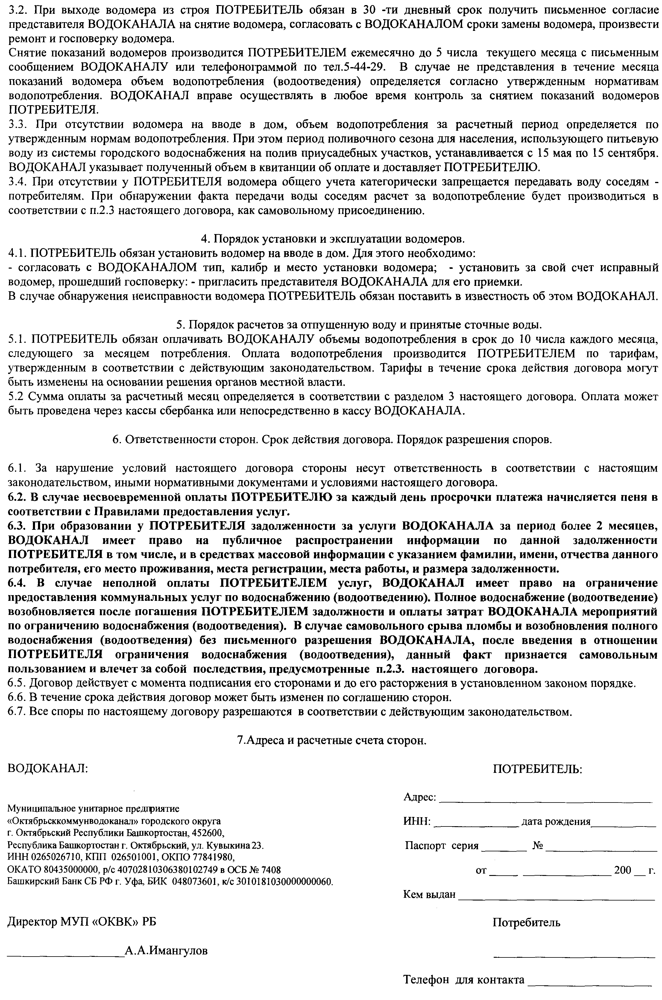 3.2. При выходе водомера из строя ПОТРЕБИТЕЛЬ обязан в 30 -ти дневный срок получить письменное согласие
представителя ВОДОКАНАЛА на снятие водомера, согласовать с ВОДОКАНАЛОМ сроки замены водомера, произвести
ремонт и госповерку водомера.
Снятие показаний водомеров производится ПОТРЕБИТЕЛЕМ ежемесячно до 5 числа текущего месяца с письменным
сообщением ВОДОКАНАЛУ или телефонограммой по тел.5-44-29. В случае не представления в течение месяца
показаний водомера объем водопотребления (водоотведения) определяется согласно утвержденным нормативам
водопотребления. ВОДОКАНАЛ вправе осуществлять в любое время контроль за снятием показаний водомеров
ПОТРЕБИТЕЛЯ.
3.3. При отсутствии водомера на вводе в дом, объем водопотребления за расчетный период определяется по
утвержденным нормам водопотребления. При этом период поливочного сезона для населения, использующего питьевую
воду из системы городского водоснабжения на полив приусадебных участков, устанавливается с 15 мая по 15 сентября.
ВОДОКАНАЛ указывает полученный объем в квитанции об оплате и доставляет ПОТРЕБИТЕЛЮ.
3.4. При отсутствии у ПОТРЕБИТЕЛЯ водомера общего учета категорически запрещается передавать воду соседям -
потребителям. При обнаружении факта передачи воды соседям расчет за водопотребление будет производиться в
соответствии с п.2.3 настоящего договора, как самовольному присоединению.
4. Порядок установки и эксплуатации водомеров.
4.1. ПОТРЕБИТЕЛЬ обязан установить водомер на вводе в дом. Для этого необходимо:
- согласовать с ВОДОКАНАЛОМ тип, калибр и место установки водомера; - установить за свой счет исправный
водомер, прошедший госповерку: - пригласить представителя ВОДОКАНАЛА для его приемки.
В случае обнаружения неисправности водомера ПОТРЕБИТЕЛЬ обязан поставить в известность об этом ВОДОКАНАЛ.
5. Порядок расчетов за отпущенную воду и принятые сточные воды.
5.1. ПОТРЕБИТЕЛЬ обязан оплачивать ВОДОКАНАЛУ объемы водопотребления в срок до 10 числа каждого месяца,
следующего за месяцем потребления. Оплата водопотребления производится ПОТРЕБИТЕЛЕМ по тарифам,
утвержденным в соответствии с действующим законодательством. Тарифы в течение срока действия договора могут
быть изменены на основании решения органов местной власти.
5.2 Сумма оплаты за расчетный месяц определяется в соответствии с разделом 3 настоящего договора. Оплата может
быть проведена через кассы сбербанка или непосредственно в кассу ВОДОКАНАЛА.
6. Ответственности сторон. Срок действия договора. Порядок разрешения споров.
6.1. За нарушение условий настоящего договора стороны несут ответственность в соответствии с настоящим
законодательством, иными нормативными документами и условиями настоящего договора.
6.2. В случае несвоевременной оплаты ПОТРЕБИТЕЛЮ за каждый день просрочки платежа начисляется пеня в
соответствии с Правилами предоставления услуг.
6.3. При образовании у ПОТРЕБИТЕЛЯ задолженности за услуги ВОДОКАНАЛА за период более 2 месяцев,
ВОДОКАНАЛ имеет право на публичное распространении информации по данной задолженности
ПОТРЕБИТЕЛЯ в том числе, и в средствах массовой информации с указанием фамилии, имени, отчества данного
потребителя, его место проживания, места регистрации, места работы, и размера задолженности.
6.4. В случае неполной оплаты ПОТРЕБИТЕЛЕМ услуг, ВОДОКАНАЛ имеет право на ограничение
предоставления коммунальных услуг по водоснабжению (водоотведению). Полное водоснабжение (водоотведение)
возобновляется после погашения ПОТРЕБИТЕЛЕМ задолжности и оплаты затрат ВОДОКАНАЛА мероприятий
по ограничению водоснабжения (водоотведения). В случае самовольного срыва пломбы и возобновления полного
водоснабжения (водоотведения) без письменного разрешения ВОДОКАНАЛА, после введения в отношении
ПОТРЕБИТЕЛЯ ограничения водоснабжения (водоотведения), данный факт признается самовольным
пользованием и влечет за собой последствия, предусмотренные п.2.3. настоящего договора.
6.5. Договор действует с момента подписания его сторонами и до его расторжения в установленном законом порядке.
6.6. В течение срока действия договор может быть изменен по соглашению сторон.
6.7. Все споры по настоящему договору разрешаются в соответствии с действующим законодательством.
7.Адреса и расчетные счета сторон.
ВОДОКАНАЛ:
Муниципальное унитарное предприятие
«Октябрьсккоммунводоканал» городского округа
г. Октябрьский Республики Башкортостан, 452600,
Республика Башкортостан г. Октябрьский, ул. Кувыкина 23.
ИНН 0265026710, КПП 026501001, ОКПО 77841980,
ОКАТО 80435000000, р/с 40702810306380102749 в ОСБ № 7408
Башкирский Банк СБ РФ г. Уфа, БИК 048073601, к/с 3010181030000000060.
Директор МУП «ОКВК» РБ
____________________А.А.Имангулов
ПОТРЕБИТЕЛЬ:
Адрес: ____________________
ИНН: ______________ дата рождения___________
Паспорт серия ________ № ___________________
от _____ _______________ 200 __ г.
Кем выдан __________________________________
Потребитель
____________________________
Телефон для контакта _____________________